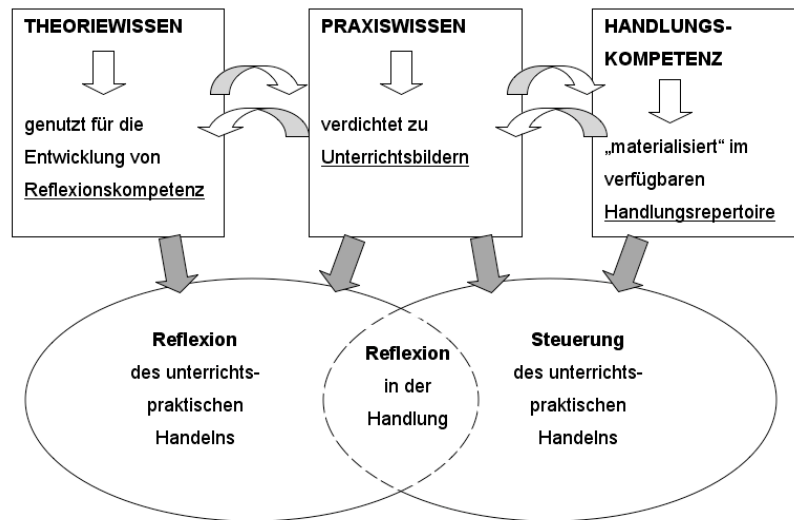 THEORIEWISSEN
genutzt für die
Entwicklung von
Reflexionskompetenz
PRAXISWISSEN
verdichtet zu
Unterrichtsbildern
HANDLUNGS-
KOMPETENZ
„materialisiert“ im
verfügbaren
Handlungsrepertoire
Reflexion
des unterrichts-
praktischen
Handelns
Reflexion
in der
Handlung
Steuerung
des unterrichts-
praktischen
Handelns